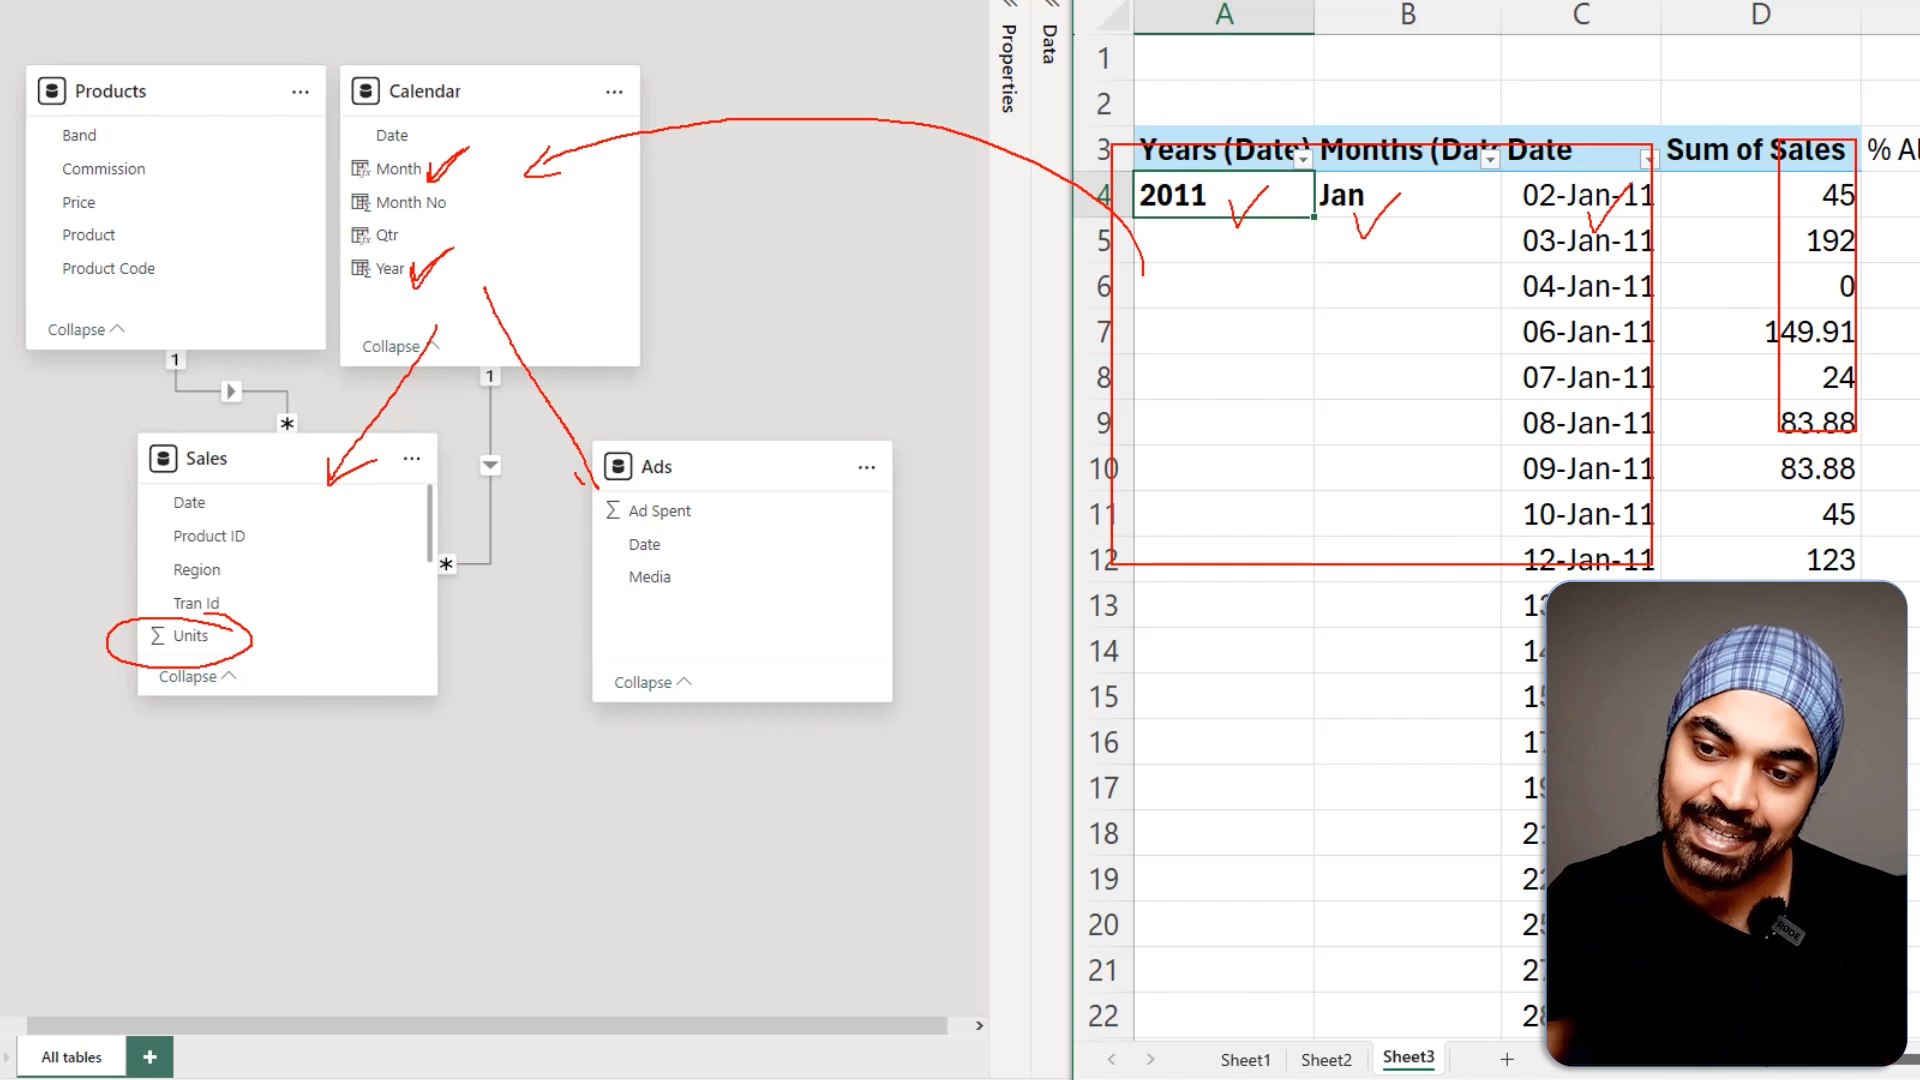 Products
Band
Commission
Price
Product
Product Code
Collapse
Calendar
Date
Month
Month No
Qtr
Year
Collapse
1
1
*
*
Sales
Date
Product ID
Region
Tran Id
Units
Collapse
Ads
Ad Spent
Date
Media
Collapse
All tables
+
Properties
Data
A B C D
1
2
3 Years (Date) Months (Date Date Sum of Sales % Al
4 2011 Jan 02-Jan-11 45
5 03-Jan-11 192
6 04-Jan-11 0
7 06-Jan-11 149.91
8 07-Jan-11 24
9 08-Jan-11 83.88
10 09-Jan-11 83.88
11 10-Jan-11 45
12 12-Jan-11 123
13
14
15
16
17
18
19
20
21
22
RODE
Sheet1 Sheet2 Sheet3 +